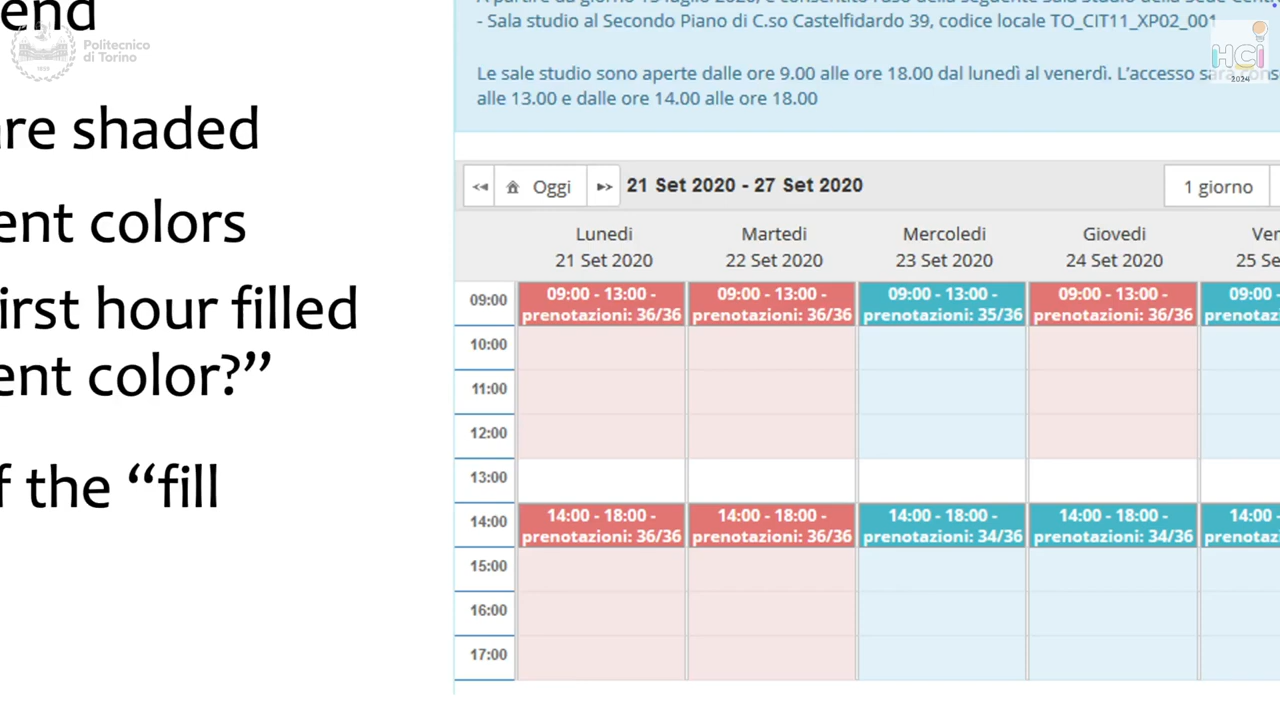 end
are shaded
ent colors
first hour filled
ent color?”
f the “fill
Politecnico
di Torino
1859
HCI
2024
- Sala studio al Secondo Piano di C.so Castelfidardo 39, codice locale TO_CIT11_XP02_001
Le sale studio sono aperte dalle ore 9.00 alle ore 18.00 dal lunedì al venerdì. L’accesso
alle 13.00 e dalle ore 14.00 alle ore 18.00
Oggi
21 Set 2020 - 27 Set 2020
1 giorno
Lunedi Martedi Mercoledi Giovedi Ver
21 Set 2020 22 Set 2020 23 Set 2020 24 Set 2020 25 Se
09:00 09:00 - 13:00 - 09:00 - 13:00 - 09:00 - 13:00 - 09:00 - 13:00 - 09:00 -
prenotazioni: 36/36 prenotazioni: 36/36 prenotazioni: 35/36 prenotazioni: 36/36 prenotaz
10:00
11:00
12:00
13:00
14:00 14:00 - 18:00 - 14:00 - 18:00 - 14:00 - 18:00 - 14:00 - 18:00 - 14:00 -
prenotazioni: 36/36 prenotazioni: 36/36 prenotazioni: 34/36 prenotazioni: 34/36 prenotaz
15:00
16:00
17:00